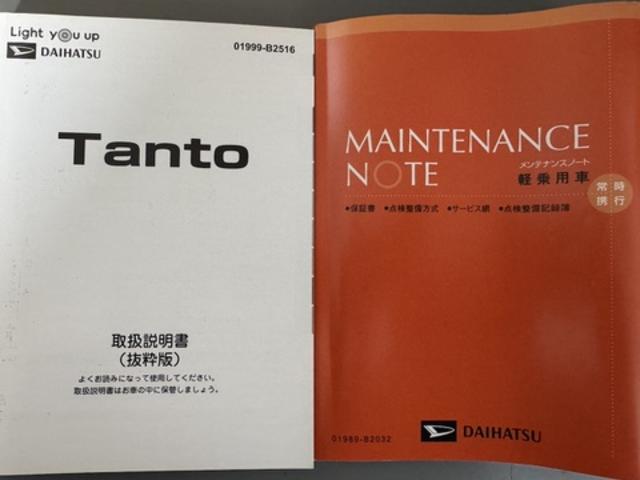 Light you up
DAIHATSU
01999-B2516
Tanto
取扱説明書
（抜粋版）
よくお読みになって使用してください。
取扱説明書はお車の中に保管しましょう。
MAINTENANCE
NOTE
メンテナンスノート
軽乗用車
常時
携行
●保証書 ●点検整備方式 ●サービス網 ●点検整備記録簿
01989-B2032
DAIHATSU